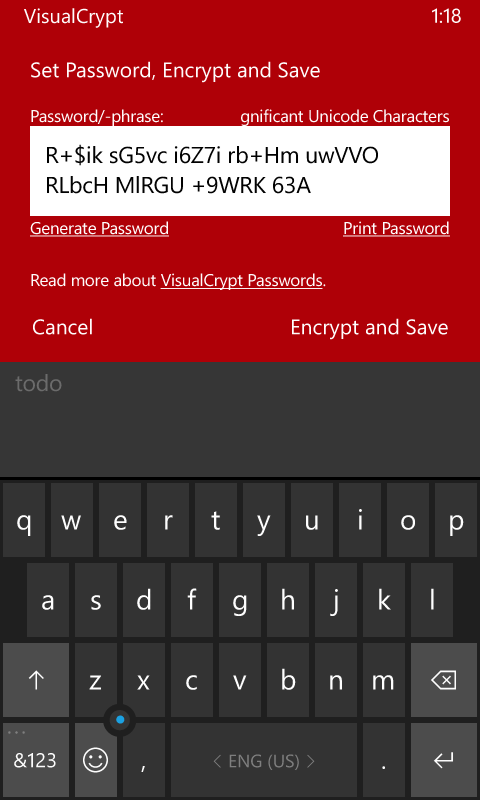 VisualCrypt 1:18
Set Password, Encrypt and Save
Password/-phrase: gnificant Unicode Characters
R+$ik sG5vc i6Z7i rb+Hm uwVVO
RLbcH MlRGU +9WRK 63A
Generate Password Print Password
Read more about VisualCrypt Passwords.
Cancel Encrypt and Save
todo
q w e r t y u i o p
a s d f g h j k l
z x c v b n m
&123 , ENG (US) .